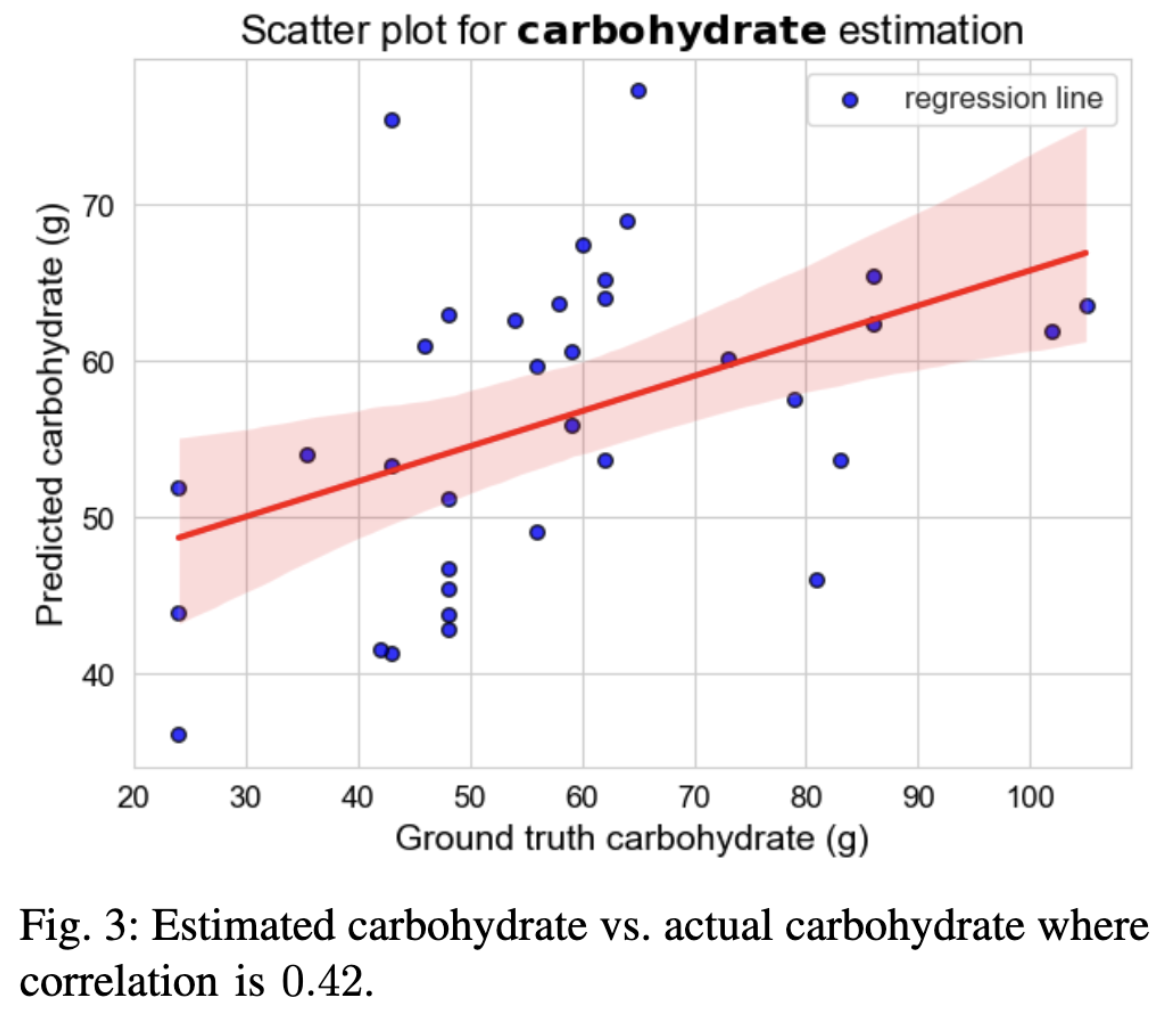 Scatter plot for carbohydrate estimation
regression line
Predicted carbohydrate (g)
70
60
50
40
20 30 40 50 60 70 80 90 100
Ground truth carbohydrate (g)
Fig. 3: Estimated carbohydrate vs. actual carbohydrate where
correlation is 0.42.